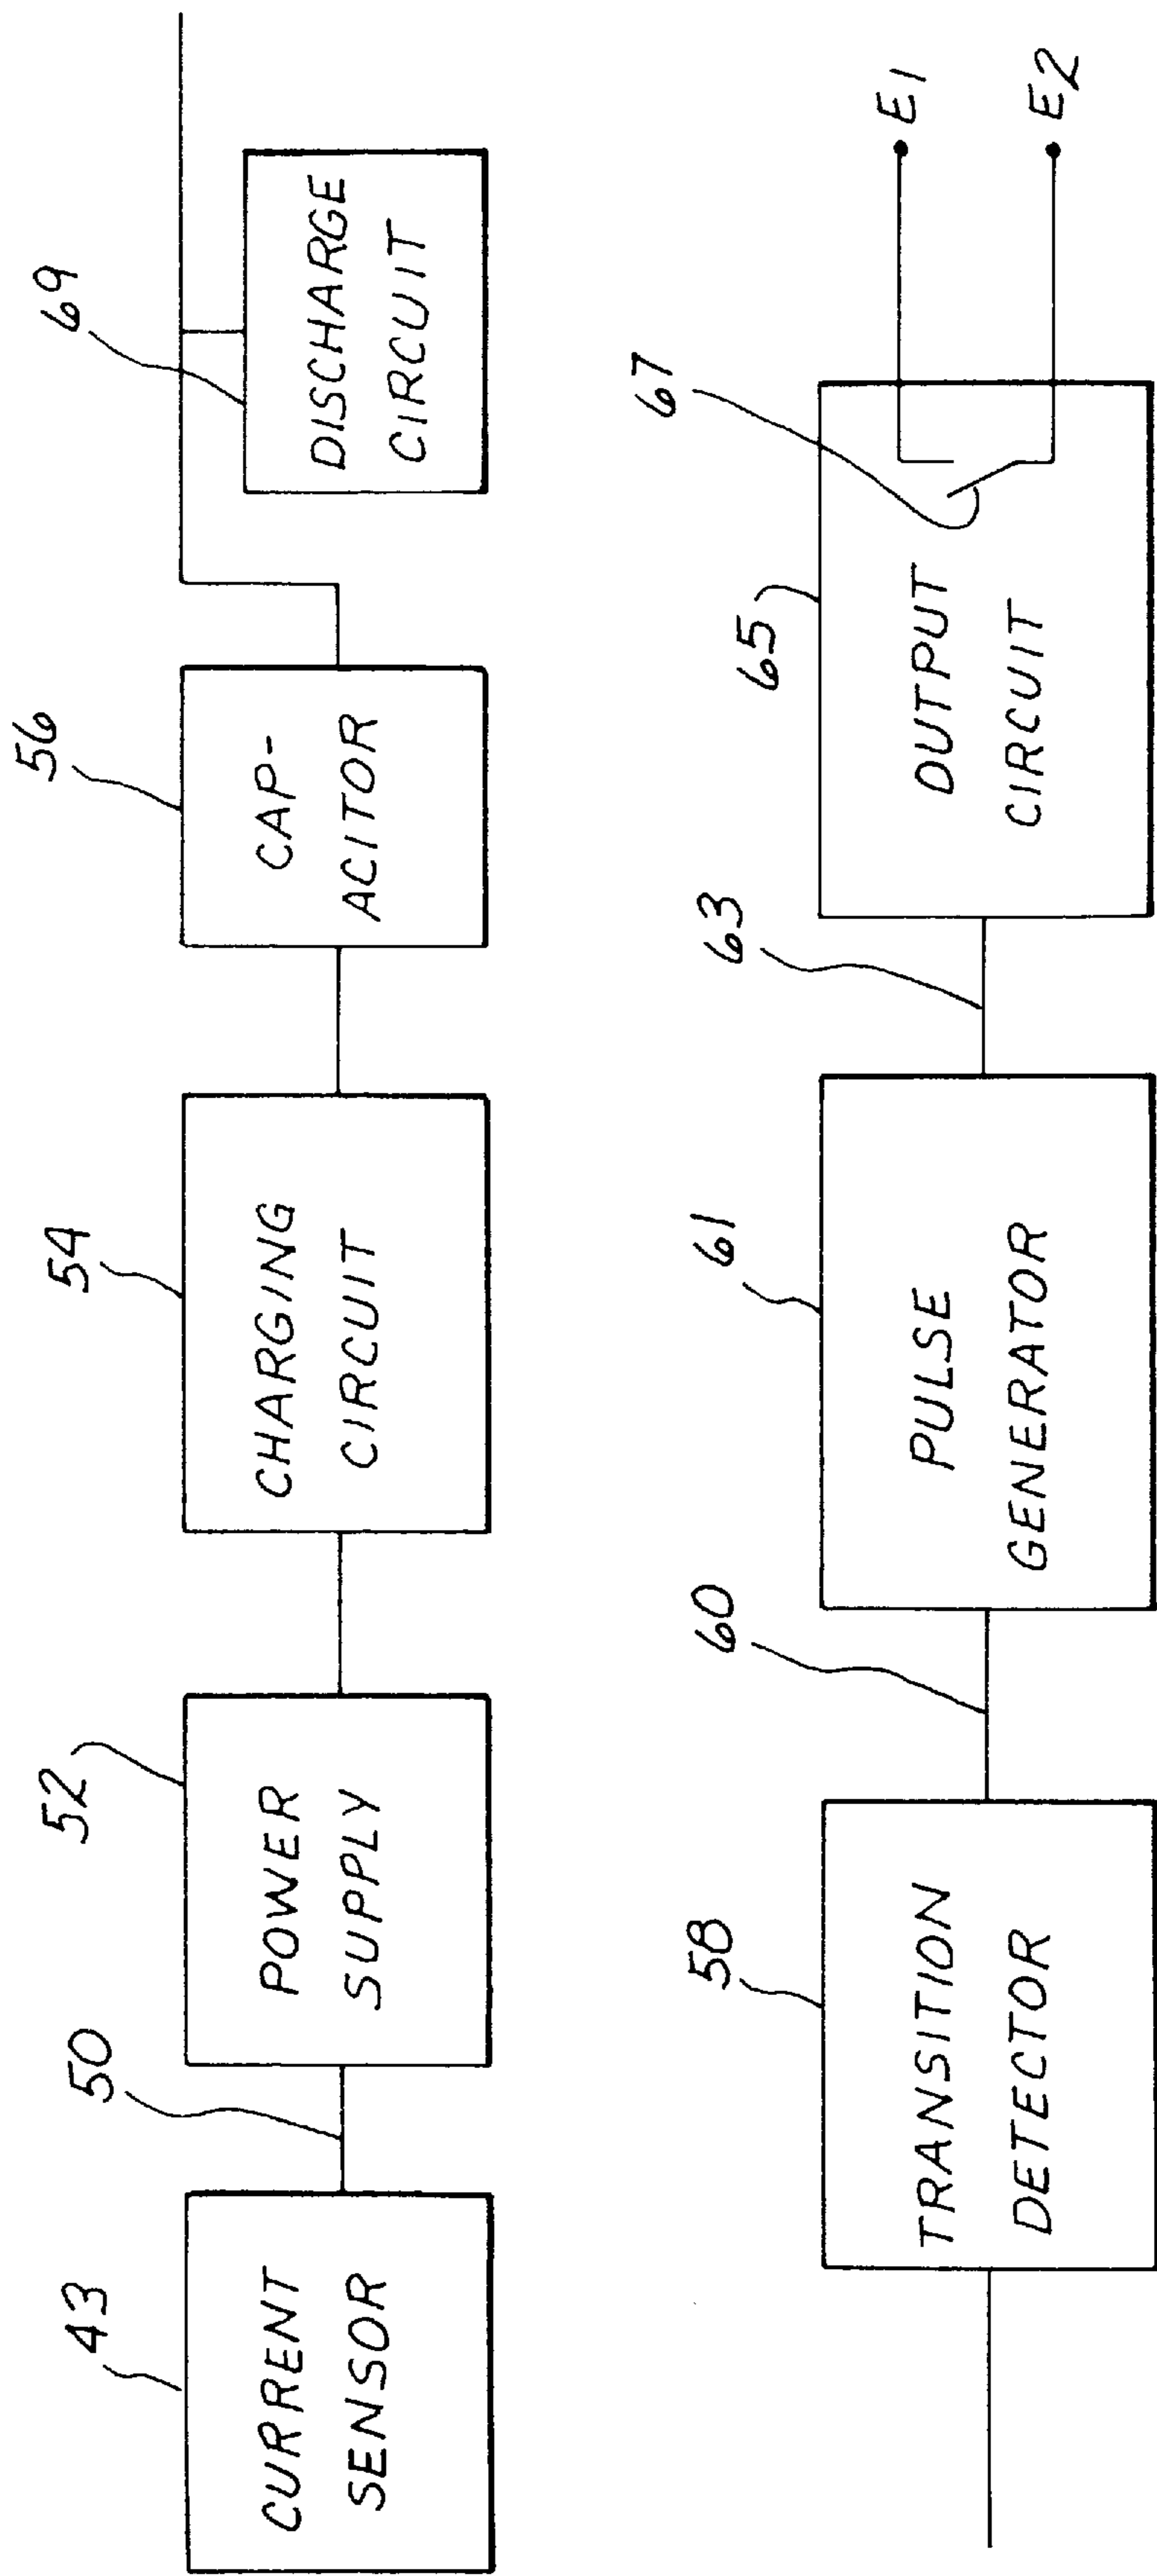 43
CURRENT
SENSOR
50
52
POWER
SUPPLY
54
CHARGING
CIRCUIT
56
CAP-
ACITOR
69
DISCHARGE
CIRCUIT
58
TRANSITION
DETECTOR
60
61
PULSE
GENERATOR
63
65
OUTPUT
CIRCUIT
67
E1
E2